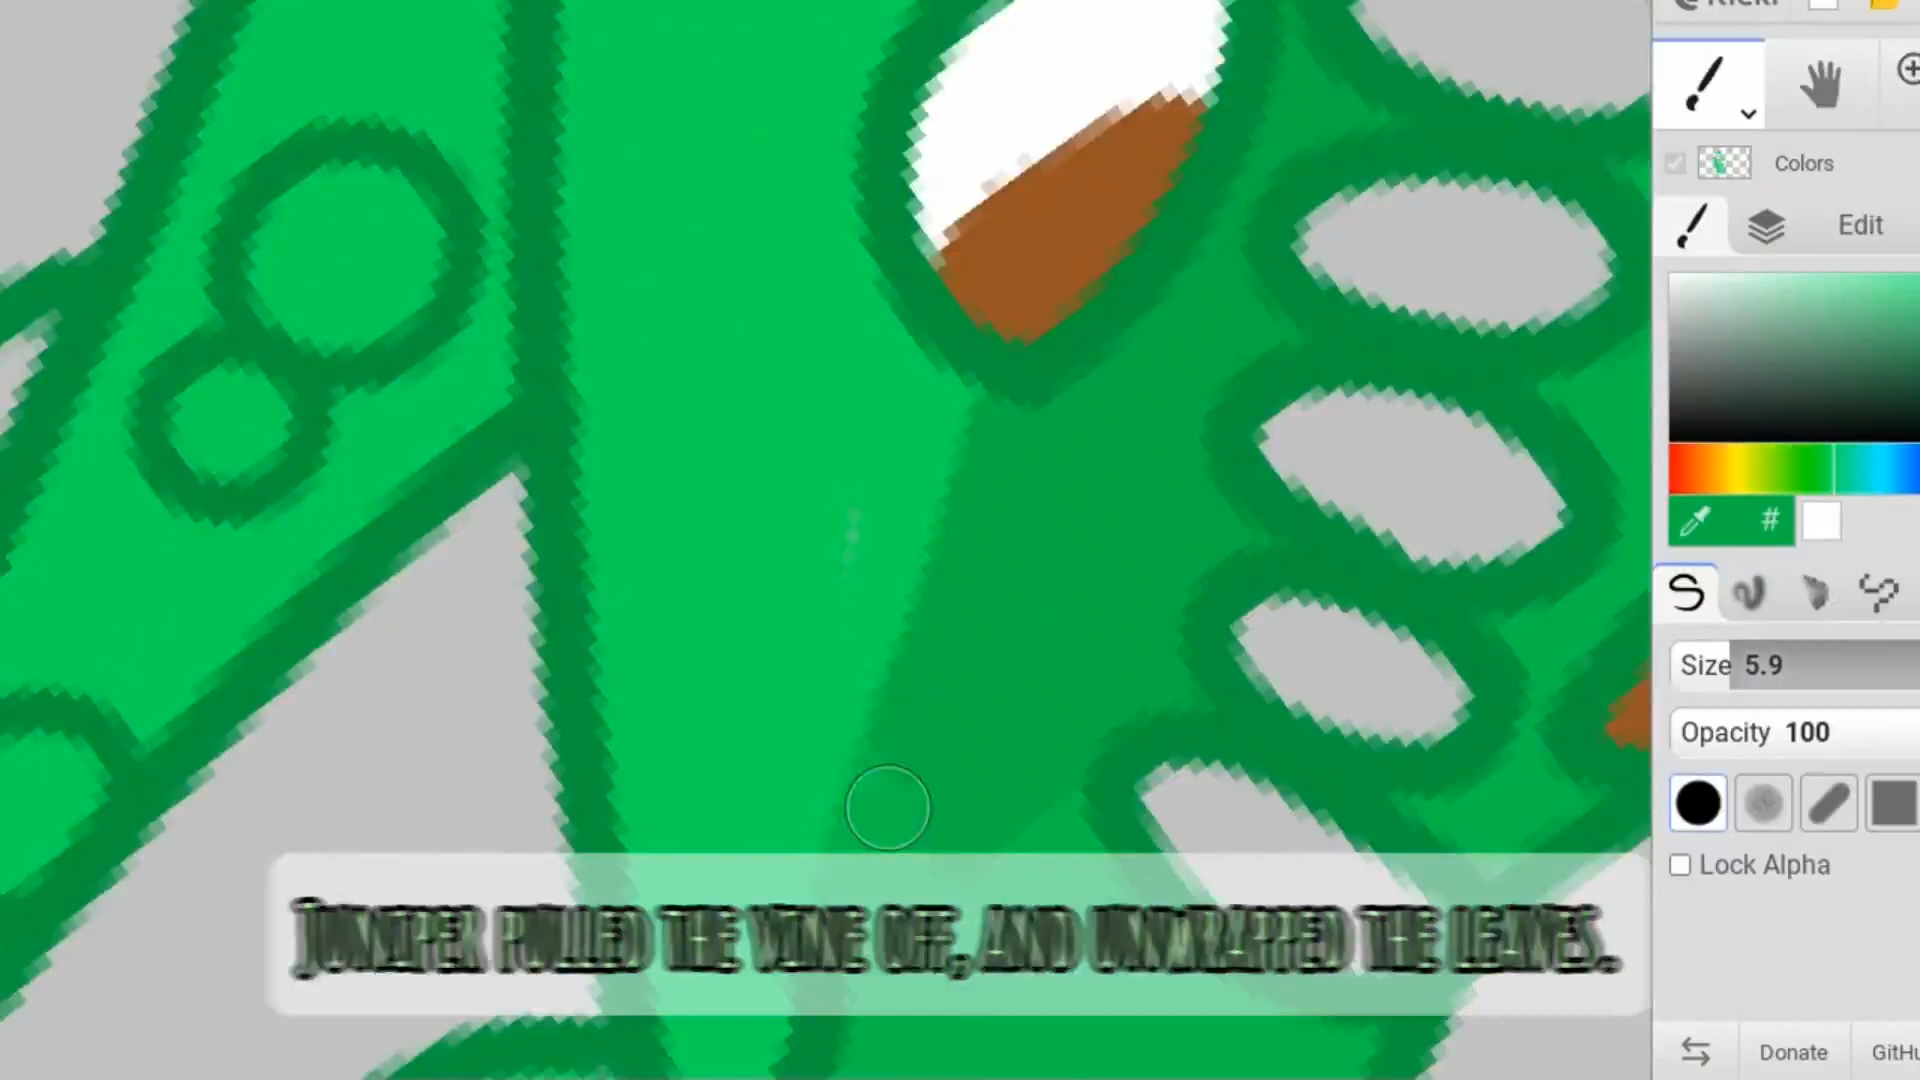 Colors
Edit
#
Size 5.9
Opacity 100
Lock Alpha
JUNIPER PULLED THE VINE OFF, AND UNWRAPPED THE LEAVES.
Donate